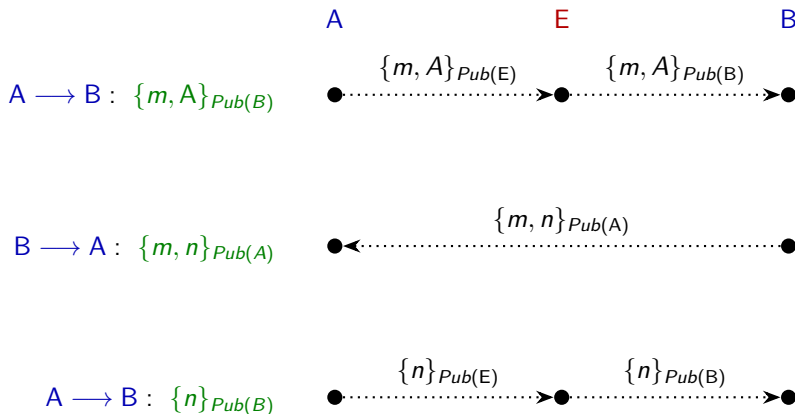 A E B
{m, A}Pub(E) {m, A}Pub(B)
A ⟶ B : {m, A}Pub(B)
{m, n}Pub(A)
B ⟶ A : {m, n}Pub(A)
{n}Pub(E) {n}Pub(B)
A ⟶ B : {n}Pub(B)